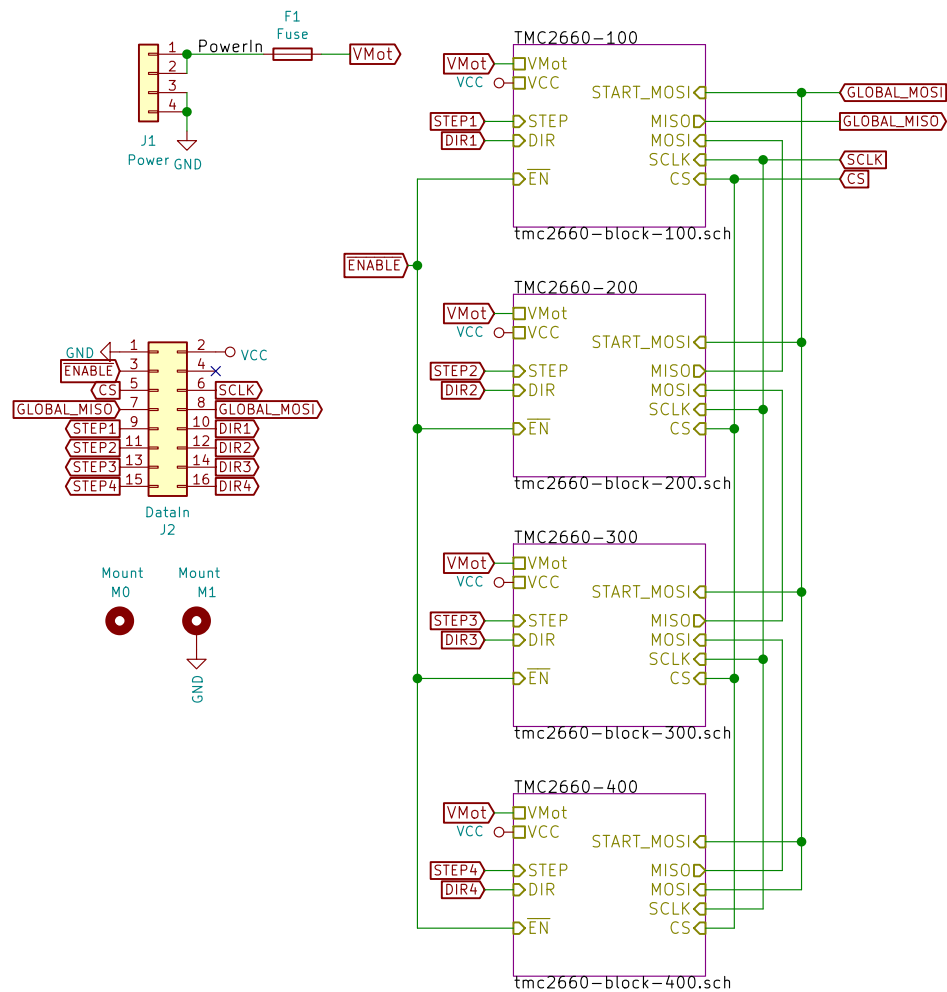 F1
Fuse
1
PowerIn
VMot
2
3
4
J1
Power
GND
TMC2660-100
VMot
VMot
VCC
VCC
START_MOSI
GLOBAL_MOSI
STEP1
STEP
MISO
GLOBAL_MISO
DIR1
DIR
MOSI
SCLK
SCLK
EN
CS
CS
tmc2660-block-100.sch
ENABLE
TMC2660-200
VMot
VMot
VCC
VCC
START_MOSI
STEP2
STEP
MISO
DIR2
DIR
MOSI
SCLK
EN
CS
tmc2660-block-200.sch
GND
1
2
VCC
ENABLE
3
4
CS
5
6
SCLK
GLOBAL_MISO
7
8
GLOBAL_MOSI
STEP1
9
10
DIR1
STEP2
11
12
DIR2
STEP3
13
14
DIR3
STEP4
15
16
DIR4
DataIn
J2
Mount
M0
Mount
M1
GND
TMC2660-300
VMot
VMot
VCC
VCC
START_MOSI
STEP3
STEP
MISO
DIR3
DIR
MOSI
SCLK
EN
CS
tmc2660-block-300.sch
TMC2660-400
VMot
VMot
VCC
VCC
START_MOSI
STEP4
STEP
MISO
DIR4
DIR
MOSI
SCLK
EN
CS
tmc2660-block-400.sch